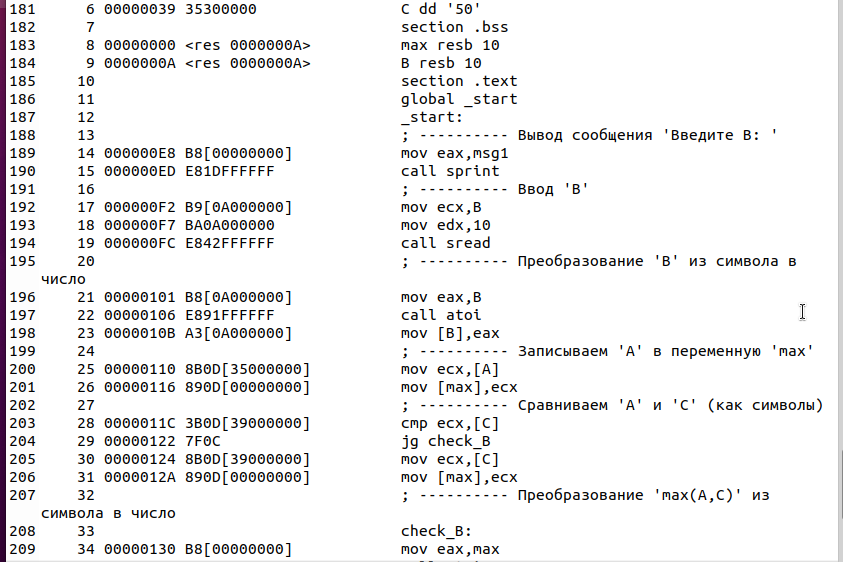 181      6 00000039 35300000                C dd '50'
182      7                                  section .bss
183      8 00000000 <res 0000000A>          max resb 10
184      9 0000000A <res 0000000A>          B resb 10
185     10                                  section .text
186     11                                  global _start
187     12                                  _start:
188     13                                  ; ---------- Вывод сообщения 'Введите B: '
189     14 000000E8 B8[00000000]            mov eax,msg1
190     15 000000ED E81DFFFFFF              call sprint
191     16                                  ; ---------- Ввод 'B'
192     17 000000F2 B9[0A000000]            mov ecx,B
193     18 000000F7 BA0A000000              mov edx,10
194     19 000000FC E842FFFFFF              call sread
195     20                                  ; ---------- Преобразование 'B' из символа в
число
196     21 00000101 B8[0A000000]            mov eax,B
197     22 00000106 E891FFFFFF              call atoi
198     23 0000010B A3[0A000000]            mov [B],eax
199     24                                  ; ---------- Записываем 'A' в переменную 'max'
200     25 00000110 8B0D[35000000]          mov ecx,[A]
201     26 00000116 890D[00000000]          mov [max],ecx
202     27                                  ; ---------- Сравниваем 'A' и 'C' (как символы)
203     28 0000011C 3B0D[39000000]          cmp ecx,[C]
204     29 00000122 7F0C                    jg check_B
205     30 00000124 8B0D[39000000]          mov ecx,[C]
206     31 0000012A 890D[00000000]          mov [max],ecx
207     32                                  ; ---------- Преобразование 'max(A,C)' из
символа в число
208     33                                  check_B:
209     34 00000130 B8[00000000]            mov eax,max